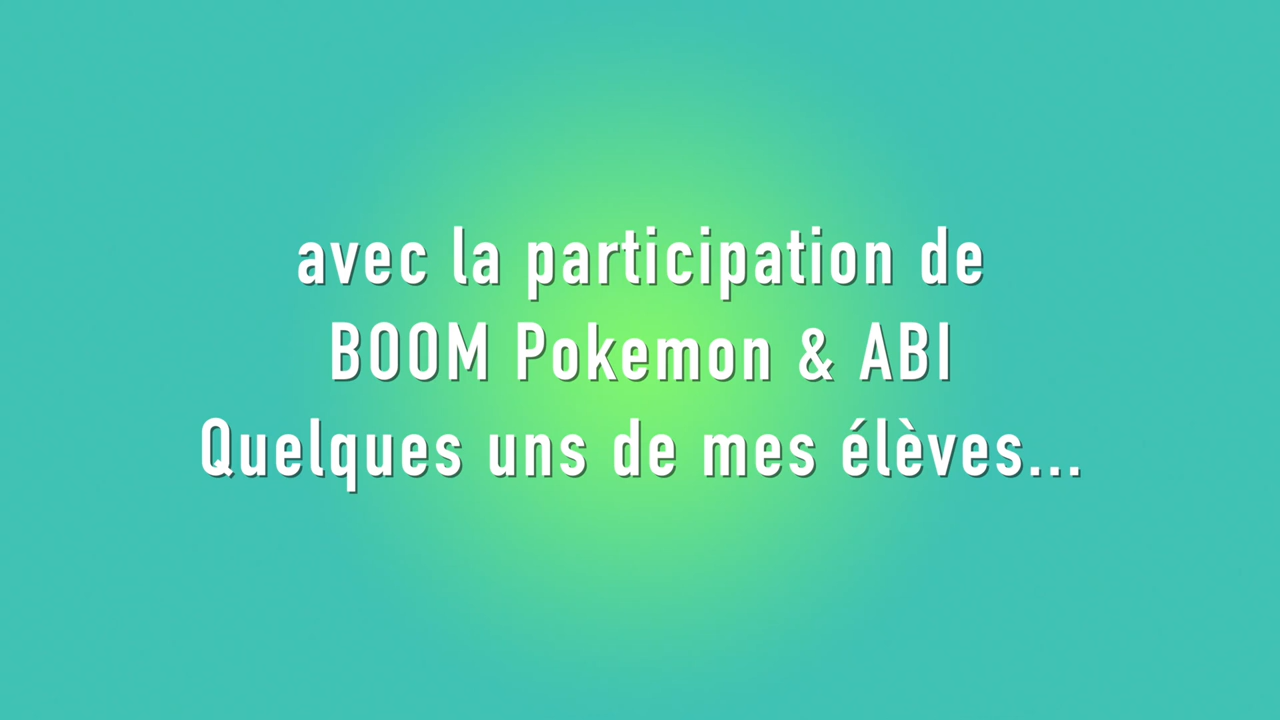 avec la participation de
BOOM Pokemon & ABI
Quelques uns de mes élèves...